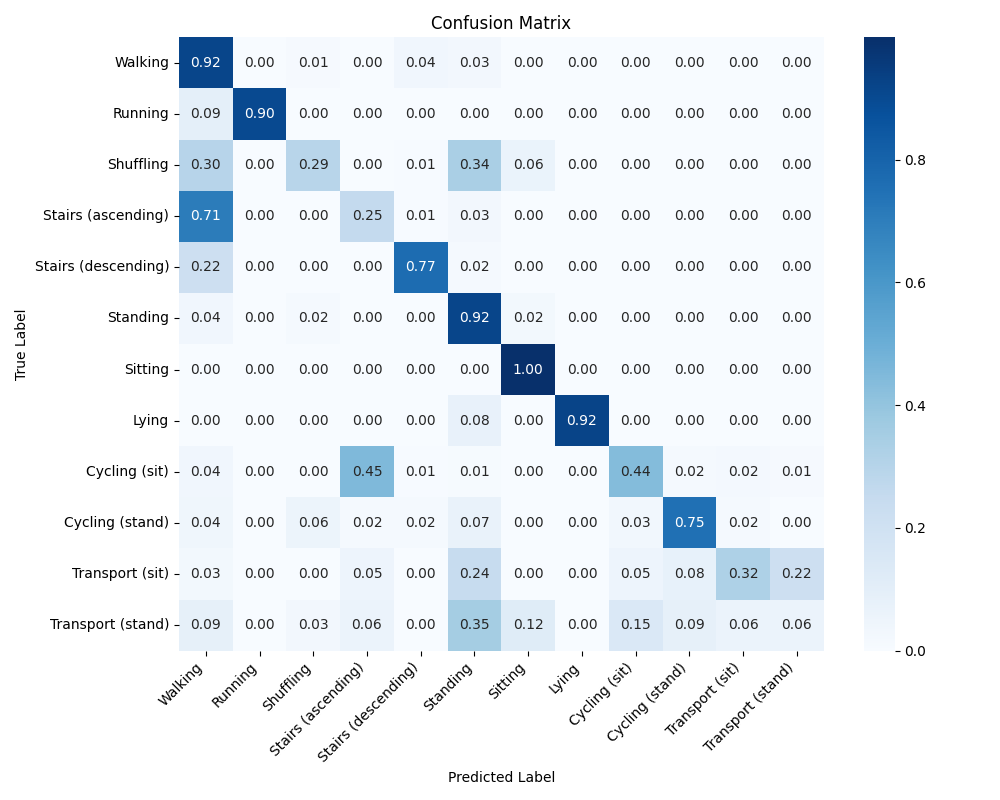 Confusion Matrix
True Label
Walking 0.92 0.00 0.01 0.00 0.04 0.03 0.00 0.00 0.00 0.00 0.00 0.00
Running 0.09 0.90 0.00 0.00 0.00 0.00 0.00 0.00 0.00 0.00 0.00 0.00
Shuffling 0.30 0.00 0.29 0.00 0.01 0.34 0.06 0.00 0.00 0.00 0.00 0.00
Stairs (ascending) 0.71 0.00 0.00 0.25 0.01 0.03 0.00 0.00 0.00 0.00 0.00 0.00
Stairs (descending) 0.22 0.00 0.00 0.00 0.77 0.02 0.00 0.00 0.00 0.00 0.00 0.00
Standing 0.04 0.00 0.02 0.00 0.00 0.92 0.02 0.00 0.00 0.00 0.00 0.00
Sitting 0.00 0.00 0.00 0.00 0.00 0.00 1.00 0.00 0.00 0.00 0.00 0.00
Lying 0.00 0.00 0.00 0.00 0.00 0.08 0.00 0.92 0.00 0.00 0.00 0.00
Cycling (sit) 0.04 0.00 0.00 0.45 0.01 0.01 0.00 0.00 0.44 0.02 0.02 0.01
Cycling (stand) 0.04 0.00 0.06 0.02 0.02 0.07 0.00 0.00 0.03 0.75 0.02 0.00
Transport (sit) 0.03 0.00 0.00 0.05 0.00 0.24 0.00 0.00 0.05 0.08 0.32 0.22
Transport (stand) 0.09 0.00 0.03 0.06 0.00 0.35 0.12 0.00 0.15 0.09 0.06 0.06
Walking
Running
Shuffling
Stairs (ascending)
Stairs (descending)
Standing
Sitting
Lying
Cycling (sit)
Cycling (stand)
Transport (sit)
Transport (stand)
Predicted Label
0.8
0.6
0.4
0.2
0.0